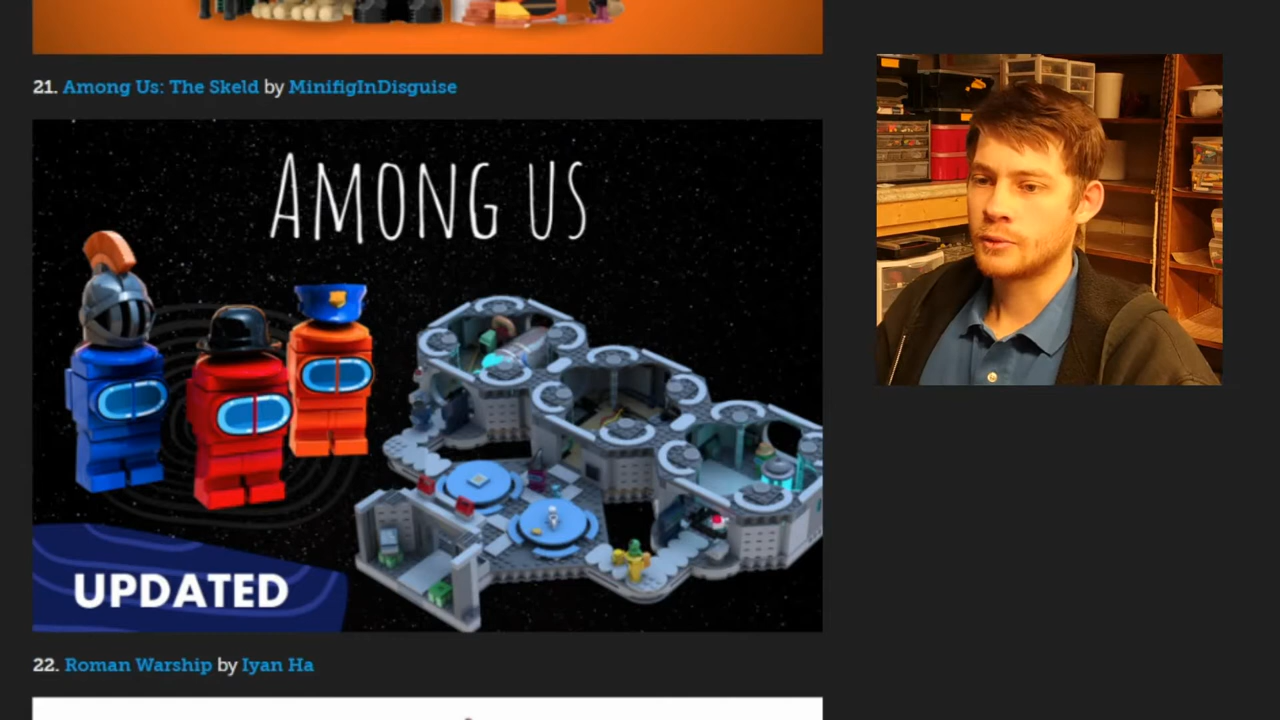 21. Among Us: The Skeld by MinifigInDisguise
AMONG US
UPDATED
22. Roman Warship by Iyan Ha